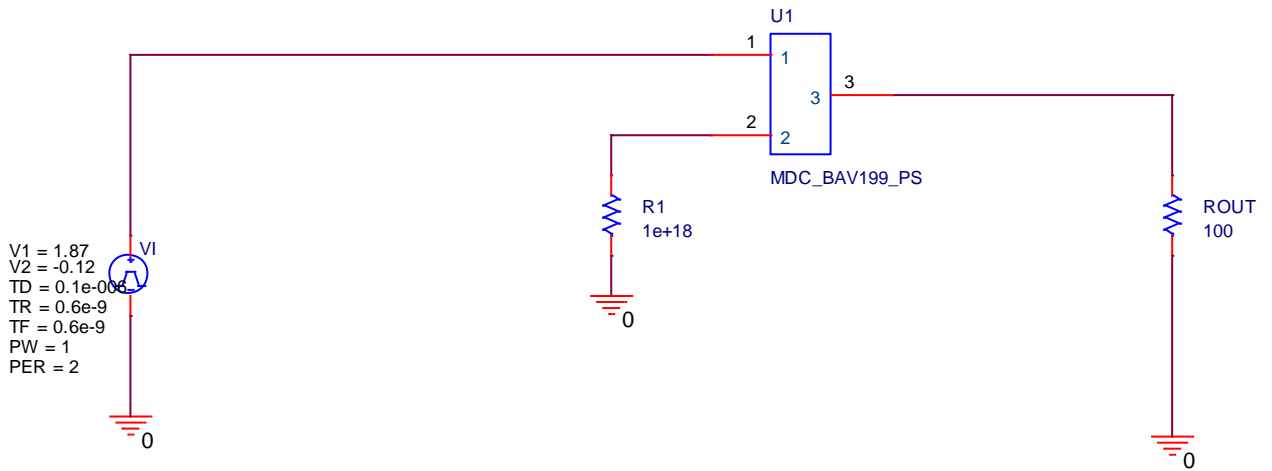 U1
1
1
3
3
2
2
MDC_BAV199_PS
R1
1e+18
ROUT
100
VI
V1 = 1.87
V2 = -0.12
TD = 0.1e-006
TR = 0.6e-9
TF = 0.6e-9
PW = 1
PER = 2
0
0
0